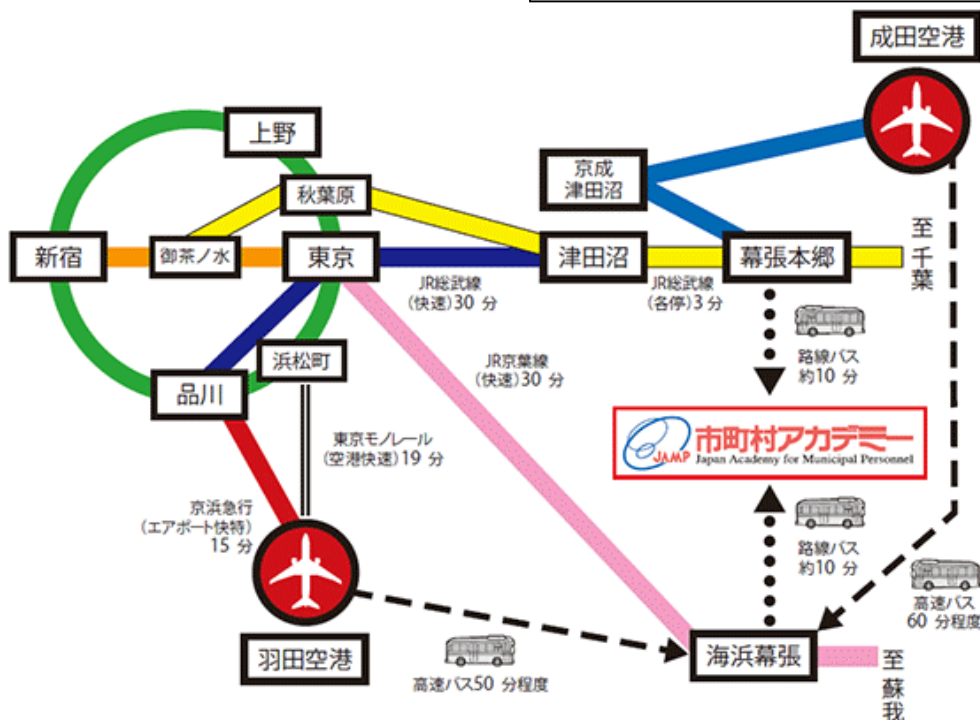 成田空港
上野
京成
津田沼
秋葉原
至
千
葉
新宿
御茶ノ水
東京
津田沼
幕張本郷
JR総武線
(快速)30 分
JR総武線
(各停)3 分
浜松町
路線バス
約10 分
JR京葉線
(快速)30 分
品川
市町村アカデミー
JAMP
Japan Academy for Municipal Personnel
東京モノレール
(空港快速)19 分
京浜急行
(エアポート快特)
15 分
路線バス
約10 分
高速バス
60 分程度
羽田空港
海浜幕張
至
蘇
我
高速バス50 分程度